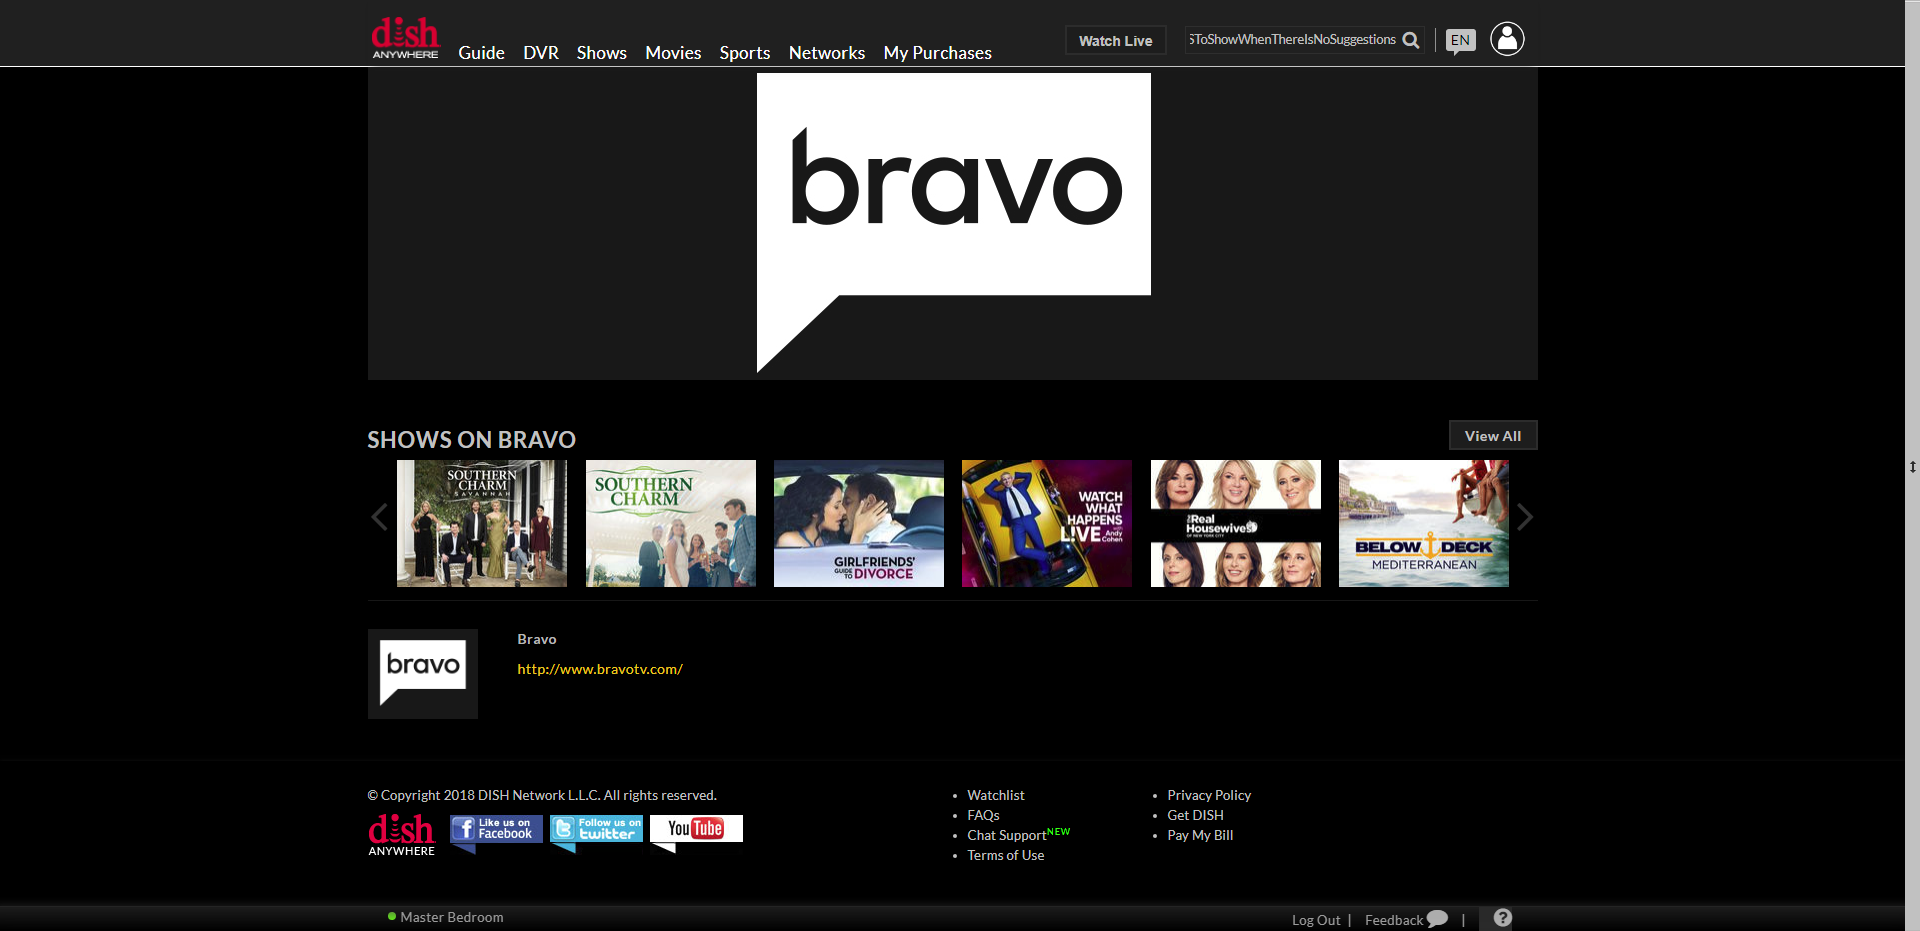 dish
ANYWHERE
Guide DVR Shows Movies Sports Networks My Purchases
Watch Live
SToShowWhenThereIsNoSuggestions
EN
bravo
SHOWS ON BRAVO
View All
SOUTHERN
CHARM
SAVANNAH
SOUTHERN
CHARM
GIRLFRIENDS'
GUIDE TO DIVORCE
WATCH
WHAT
HAPPENS
L!VE with Andy Cohen
The Real
Housewives
OF NEW YORK CITY
BELOW DECK
MEDITERRANEAN
bravo
Bravo
http://www.bravotv.com/
© Copyright 2018 DISH Network L.L.C. All rights reserved.
dish
ANYWHERE
Like us on
Facebook
Follow us on
twitter
YouTube
• Watchlist
• FAQs
• Chat Support NEW
• Terms of Use
• Privacy Policy
• Get DISH
• Pay My Bill
Master Bedroom
Log Out | Feedback | ?